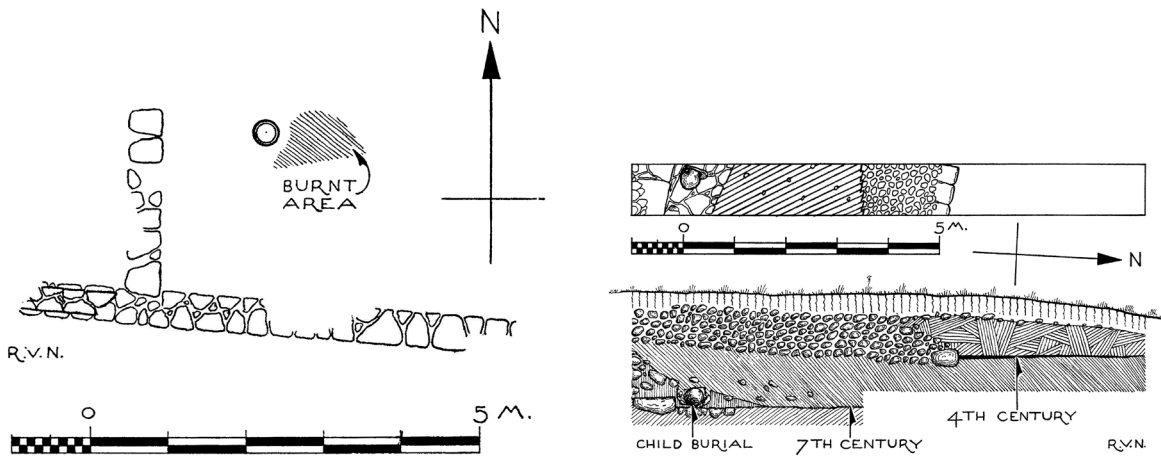 N
BURNT
AREA
R.V.N.
0
5 M.
0
5 M.
N
4TH CENTURY
CHILD BURIAL
7TH CENTURY
R.V.N.